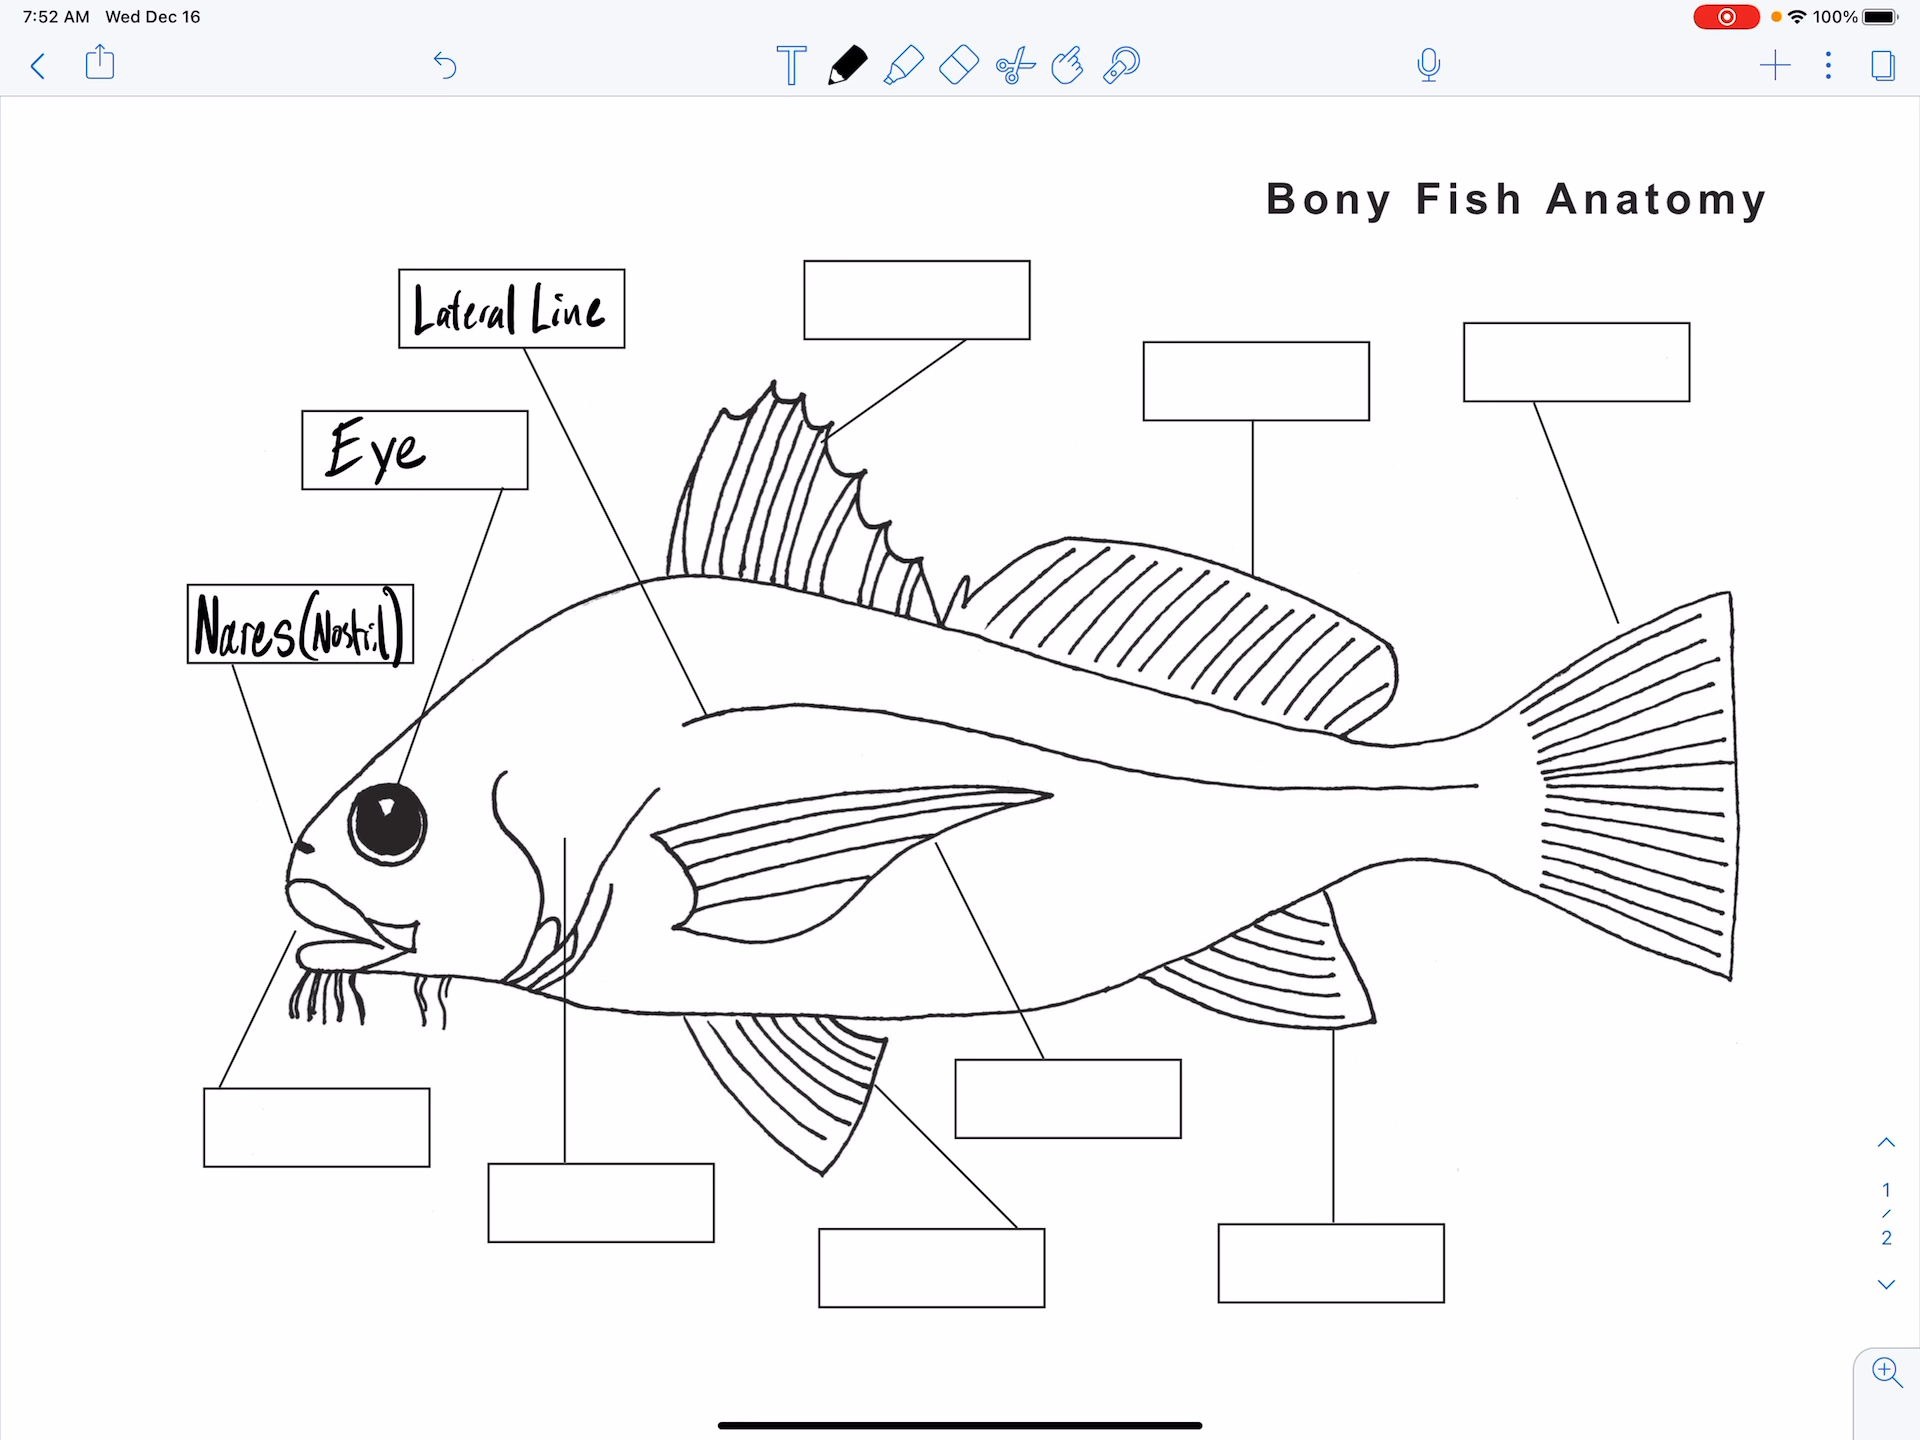 7:52 AM Wed Dec 16
100%
T
Bony Fish Anatomy
Lateral Line
Eye
Nares (Nostril)
1
/
2